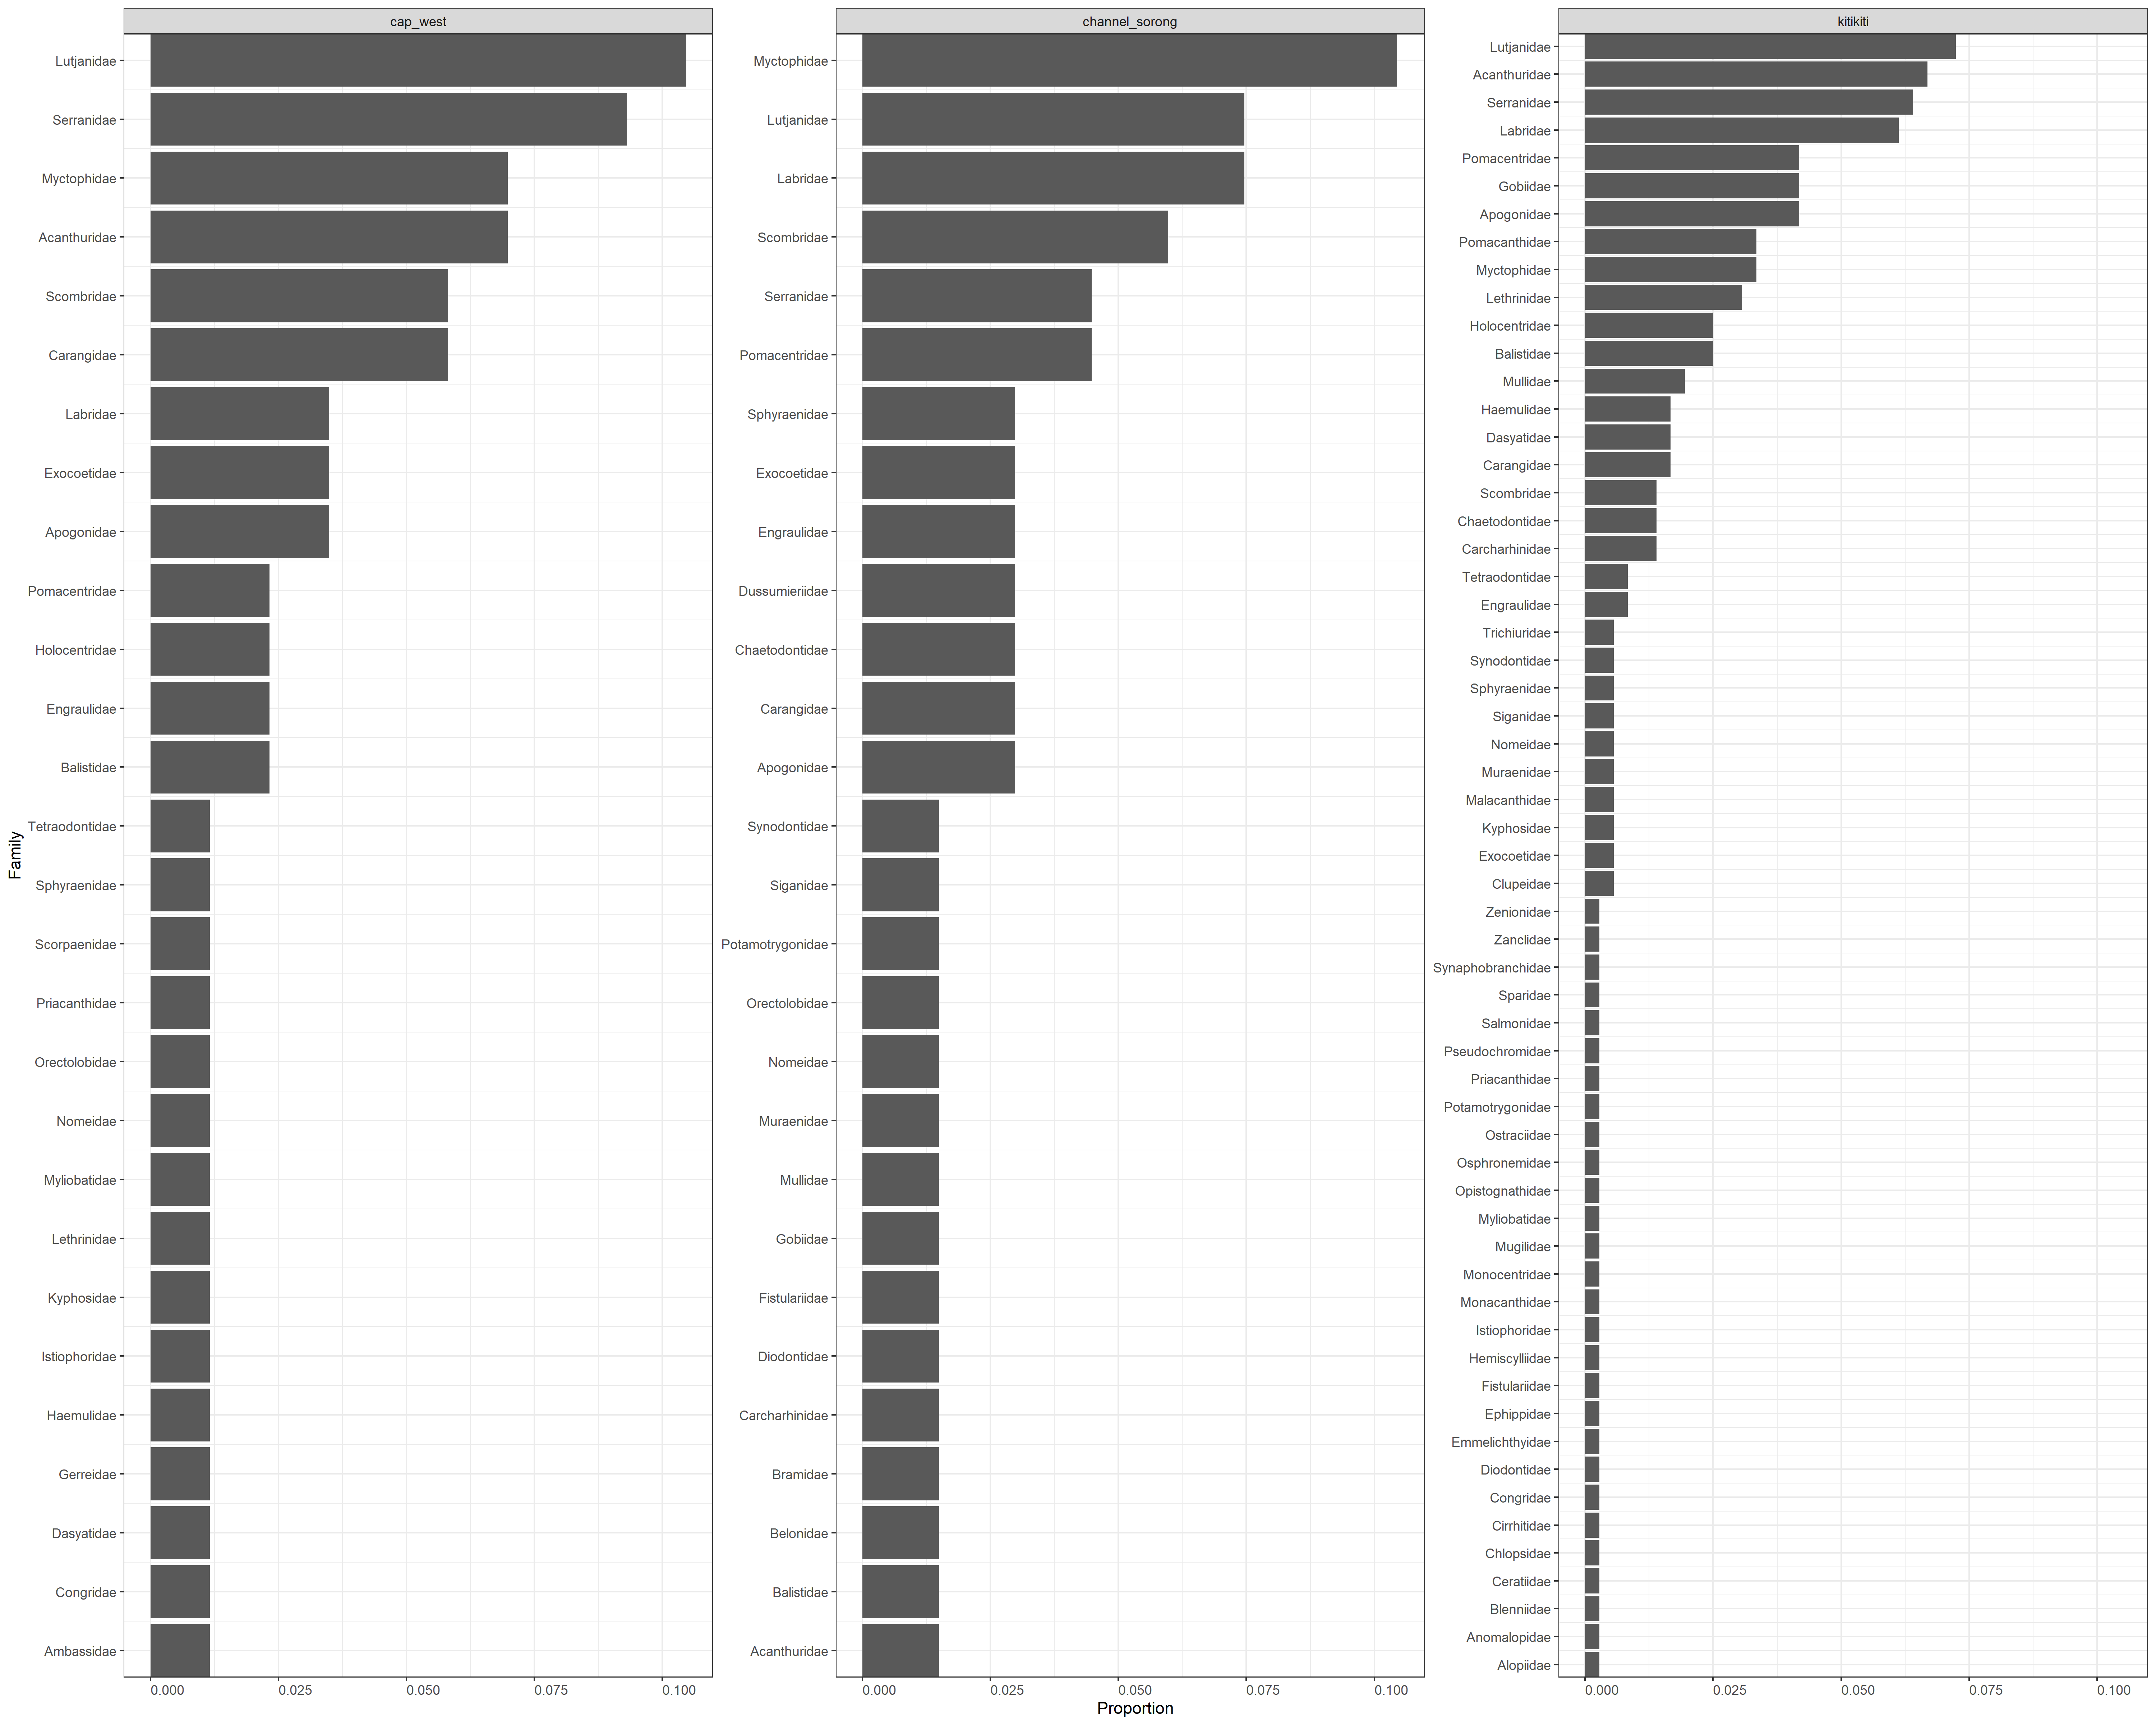 cap_west
channel_sorong
kitikiti
Family
Lutjanidae
Serranidae
Myctophidae
Acanthuridae
Scombridae
Carangidae
Labridae
Exocoetidae
Apogonidae
Pomacentridae
Holocentridae
Engraulidae
Balistidae
Tetraodontidae
Sphyraenidae
Scorpaenidae
Priacanthidae
Orectolobidae
Nomeidae
Myliobatidae
Lethrinidae
Kyphosidae
Istiophoridae
Haemulidae
Gerreidae
Dasyatidae
Congridae
Ambassidae
0.000 0.025 0.050 0.075 0.100
Myctophidae
Lutjanidae
Labridae
Scombridae
Serranidae
Pomacentridae
Sphyraenidae
Exocoetidae
Engraulidae
Dussumieriidae
Chaetodontidae
Carangidae
Apogonidae
Synodontidae
Siganidae
Potamotrygonidae
Orectolobidae
Nomeidae
Muraenidae
Mullidae
Gobiidae
Fistulariidae
Diodontidae
Carcharhinidae
Bramidae
Belonidae
Balistidae
Acanthuridae
0.000 0.025 0.050 0.075 0.100
Lutjanidae
Acanthuridae
Serranidae
Labridae
Pomacentridae
Gobiidae
Apogonidae
Pomacanthidae
Myctophidae
Lethrinidae
Holocentridae
Balistidae
Mullidae
Haemulidae
Dasyatidae
Carangidae
Scombridae
Chaetodontidae
Carcharhinidae
Tetraodontidae
Engraulidae
Trichiuridae
Synodontidae
Sphyraenidae
Siganidae
Nomeidae
Muraenidae
Malacanthidae
Kyphosidae
Exocoetidae
Clupeidae
Zenionidae
Zanclidae
Synaphobranchidae
Sparidae
Salmonidae
Pseudochromidae
Priacanthidae
Potamotrygonidae
Ostraciidae
Osphronemidae
Opistognathidae
Myliobatidae
Mugilidae
Monocentridae
Monacanthidae
Istiophoridae
Hemiscylliidae
Fistulariidae
Ephippidae
Emmelichthyidae
Diodontidae
Congridae
Cirrhitidae
Chlopsidae
Ceratiidae
Blenniidae
Anomalopidae
Alopiidae
0.000 0.025 0.050 0.075 0.100
Proportion